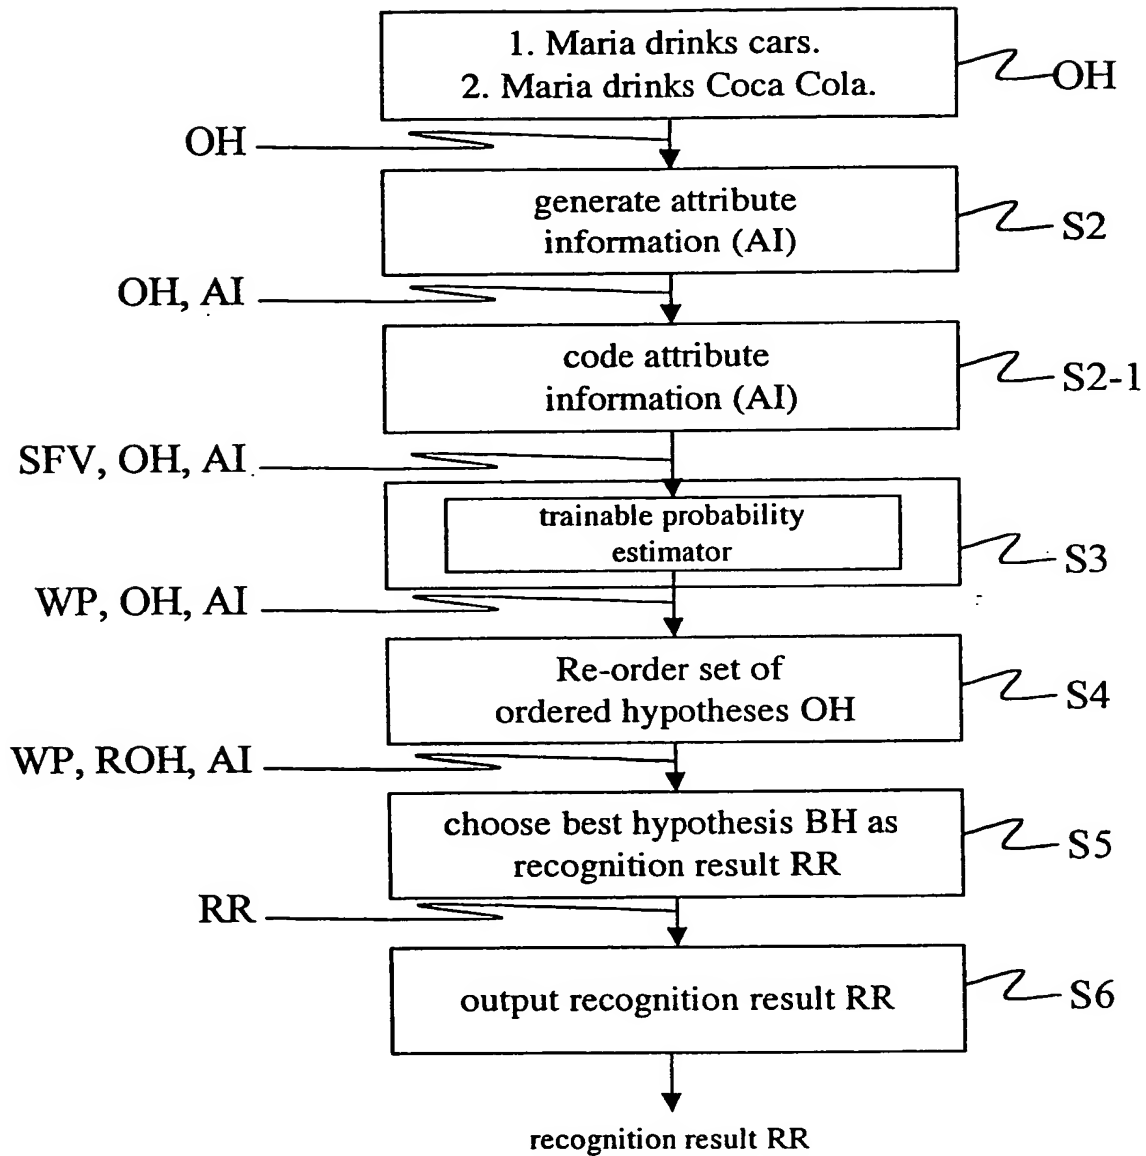 1. Maria drinks cars.
2. Maria drinks Coca Cola.
OH
OH
generate attribute
information (AI)
S2
OH, AI
code attribute
information (AI)
S2-1
SFV, OH, AI
trainable probability
estimator
S3
WP, OH, AI
Re-order set of
ordered hypotheses OH
S4
WP, ROH, AI
choose best hypothesis BH as
recognition result RR
S5
RR
output recognition result RR
S6
recognition result RR